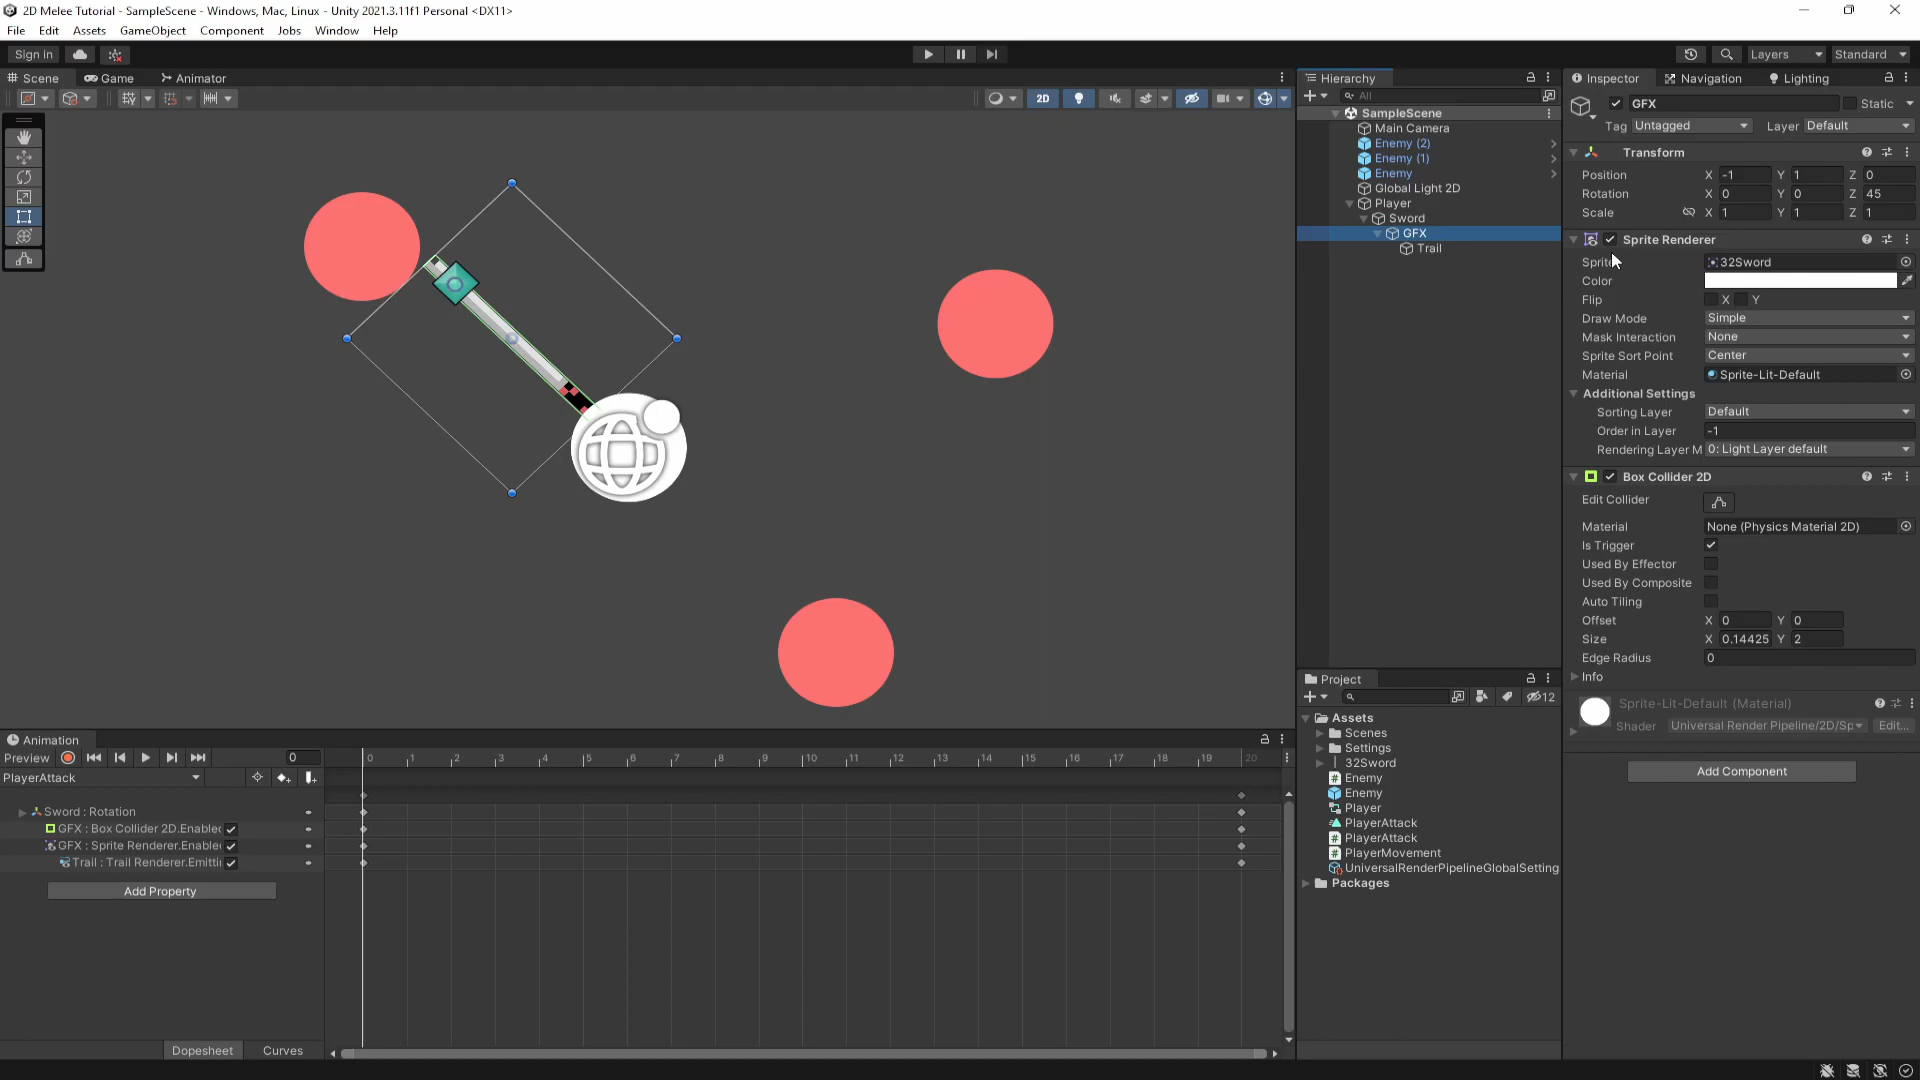 2D Melee Tutorial - SampleScene - Windows, Mac, Linux - Unity 2021.3.11f1 Personal <DX11>
File Edit Assets GameObject Component Jobs Window Help
Sign in
Layers
Standard
Scene
Game
Animator
2D
Hierarchy
All
SampleScene
Main Camera
Enemy (2)
Enemy (1)
Enemy
Global Light 2D
Player
Sword
GFX
Trail
Inspector
Navigation
Lighting
GFX
Static
Tag Untagged
Layer Default
Transform
Position X -1 Y 1 Z 0
Rotation X 0 Y 0 Z 45
Scale X 1 Y 1 Z 1
Sprite Renderer
Sprite 32Sword
Color
Flip X Y
Draw Mode Simple
Mask Interaction None
Sprite Sort Point Center
Material Sprite-Lit-Default
Additional Settings
Sorting Layer Default
Order in Layer -1
Rendering Layer M 0: Light Layer default
Box Collider 2D
Edit Collider
Material None (Physics Material 2D)
Is Trigger
Used By Effector
Used By Composite
Auto Tiling
Offset X 0 Y 0
Size X 0.14425 Y 2
Edge Radius 0
Info
Sprite-Lit-Default (Material)
Shader Universal Render Pipeline/2D/Sp Edit...
Add Component
Project
12
Assets
Scenes
Settings
32Sword
Enemy
Enemy
Player
PlayerAttack
PlayerAttack
PlayerMovement
UniversalRenderPipelineGlobalSetting
Packages
Animation
Preview 0
0 1 2 3 4 5 6 7 8 9 10 11 12 13 14 15 16 17 18 19 20
PlayerAttack
Sword : Rotation
GFX : Box Collider 2D.Enabled
GFX : Sprite Renderer.Enabled
Trail : Trail Renderer.Emitti
Add Property
Dopesheet
Curves